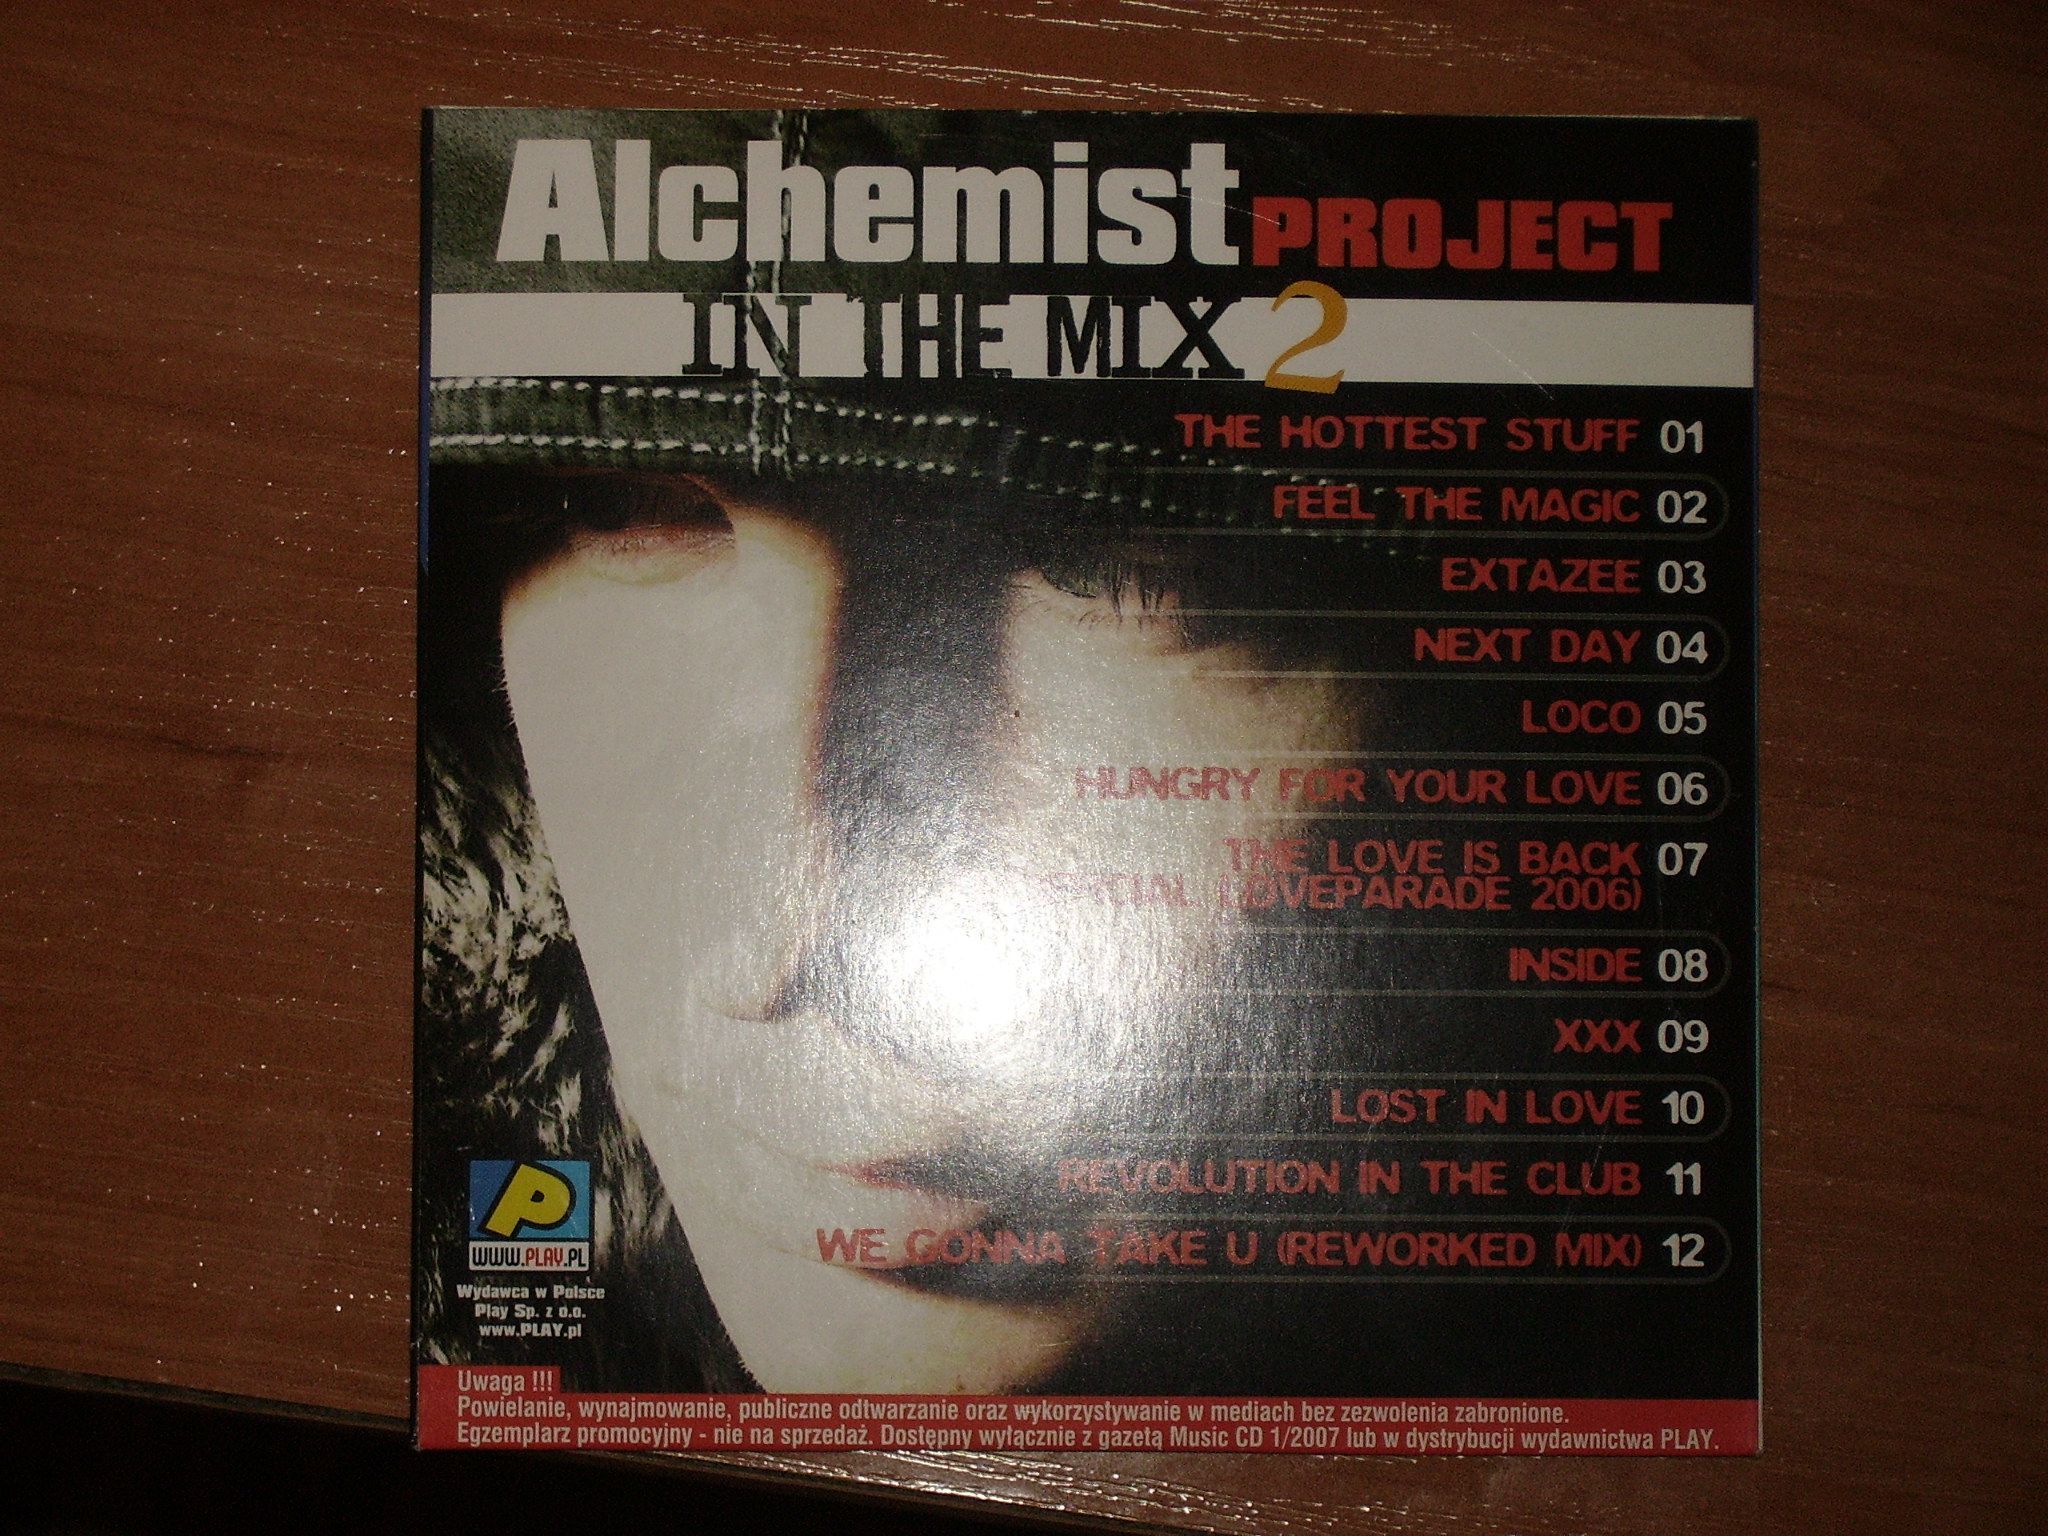 Alchemist PROJECT
IN THE MIX 2
THE HOTTEST STUFF 01
FEEL THE MAGIC 02
EXTAZEE 03
NEXT DAY 04
LOCO 05
HUNGRY FOR YOUR LOVE 06
THE LOVE IS BACK 07
LOVEPARADE 2006)
INSIDE 08
XXX 09
LOST IN LOVE 10
REVOLUTION IN THE CLUB 11
WE GONNA TAKE U (REWORKED MIX) 12
P
WWW.PLAY.PL
Wydawca w Polsce
Play Sp. z o.o.
www.PLAY.pl
Uwaga !!!
Powielanie, wynajmowanie, publiczne odtwarzanie oraz wykorzystywanie w mediach bez zezwolenia zabronione.
Egzemplarz promocyjny - nie na sprzedaż. Dostępny wyłącznie z gazetą Music CD 1/2007 lub w dystrybucji wydawnictwa PLAY.